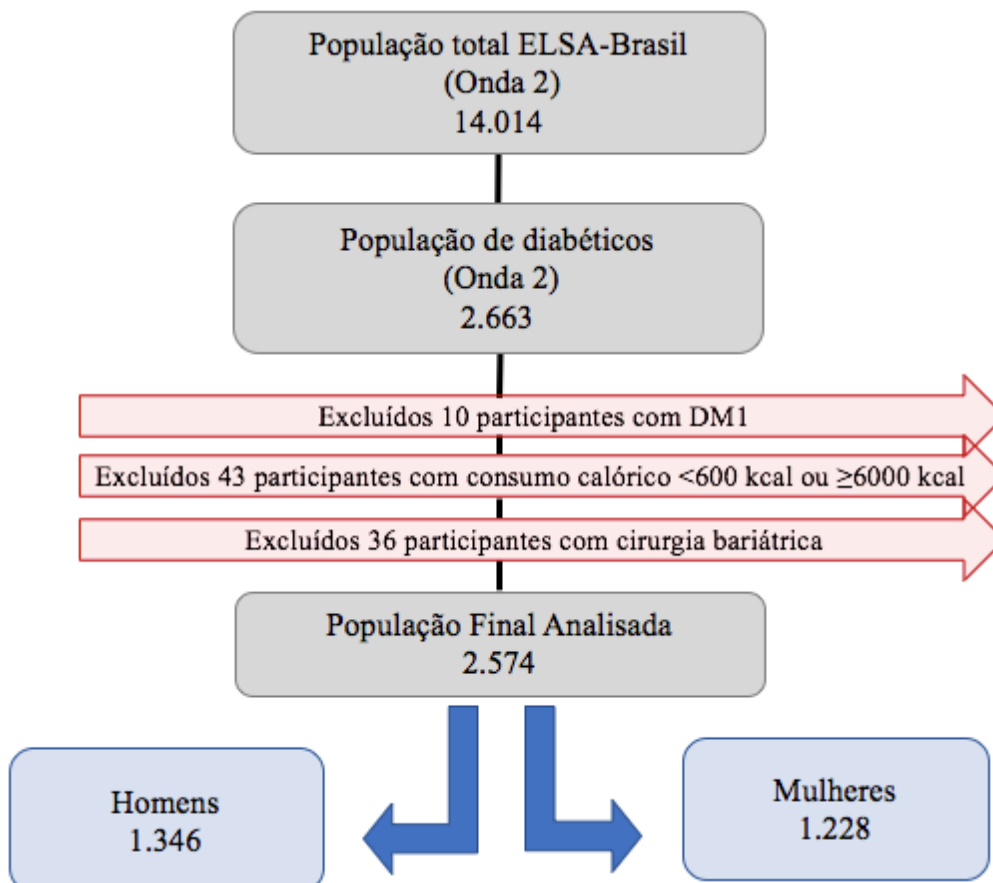 População total ELSA-Brasil
(Onda 2)
14.014
População de diabéticos
(Onda 2)
2.663
Excluídos 10 participantes com DM1
Excluídos 43 participantes com consumo calórico <600 kcal ou ≥6000 kcal
Excluídos 36 participantes com cirurgia bariátrica
População Final Analisada
2.574
Homens
1.346
Mulheres
1.228